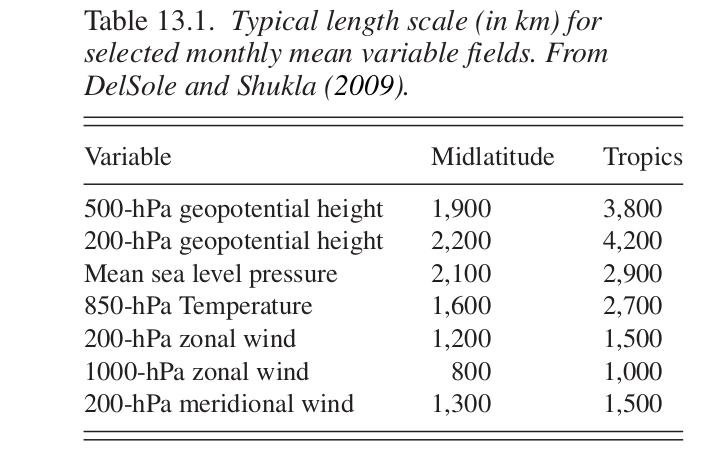 Table 13.1. Typical length scale (in km) for
selected monthly mean variable fields. From
DelSole and Shukla (2009).
Variable Midlatitude Tropics
500-hPa geopotential height 1,900 3,800
200-hPa geopotential height 2,200 4,200
Mean sea level pressure 2,100 2,900
850-hPa Temperature 1,600 2,700
200-hPa zonal wind 1,200 1,500
1000-hPa zonal wind 800 1,000
200-hPa meridional wind 1,300 1,500